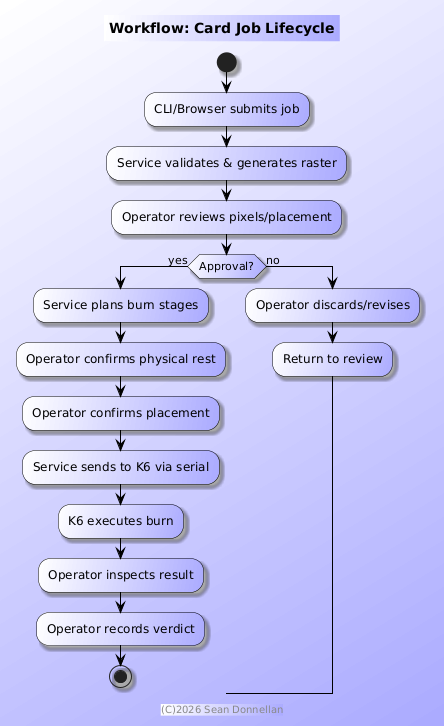 Workflow: Card Job Lifecycle
CLI/Browser submits job
Service validates & generates raster
Operator reviews pixels/placement
Approval?
yes
no
Service plans burn stages
Operator discards/revises
Operator confirms physical rest
Return to review
Operator confirms placement
Service sends to K6 via serial
K6 executes burn
Operator inspects result
Operator records verdict
(C)2026 Sean Donnellan